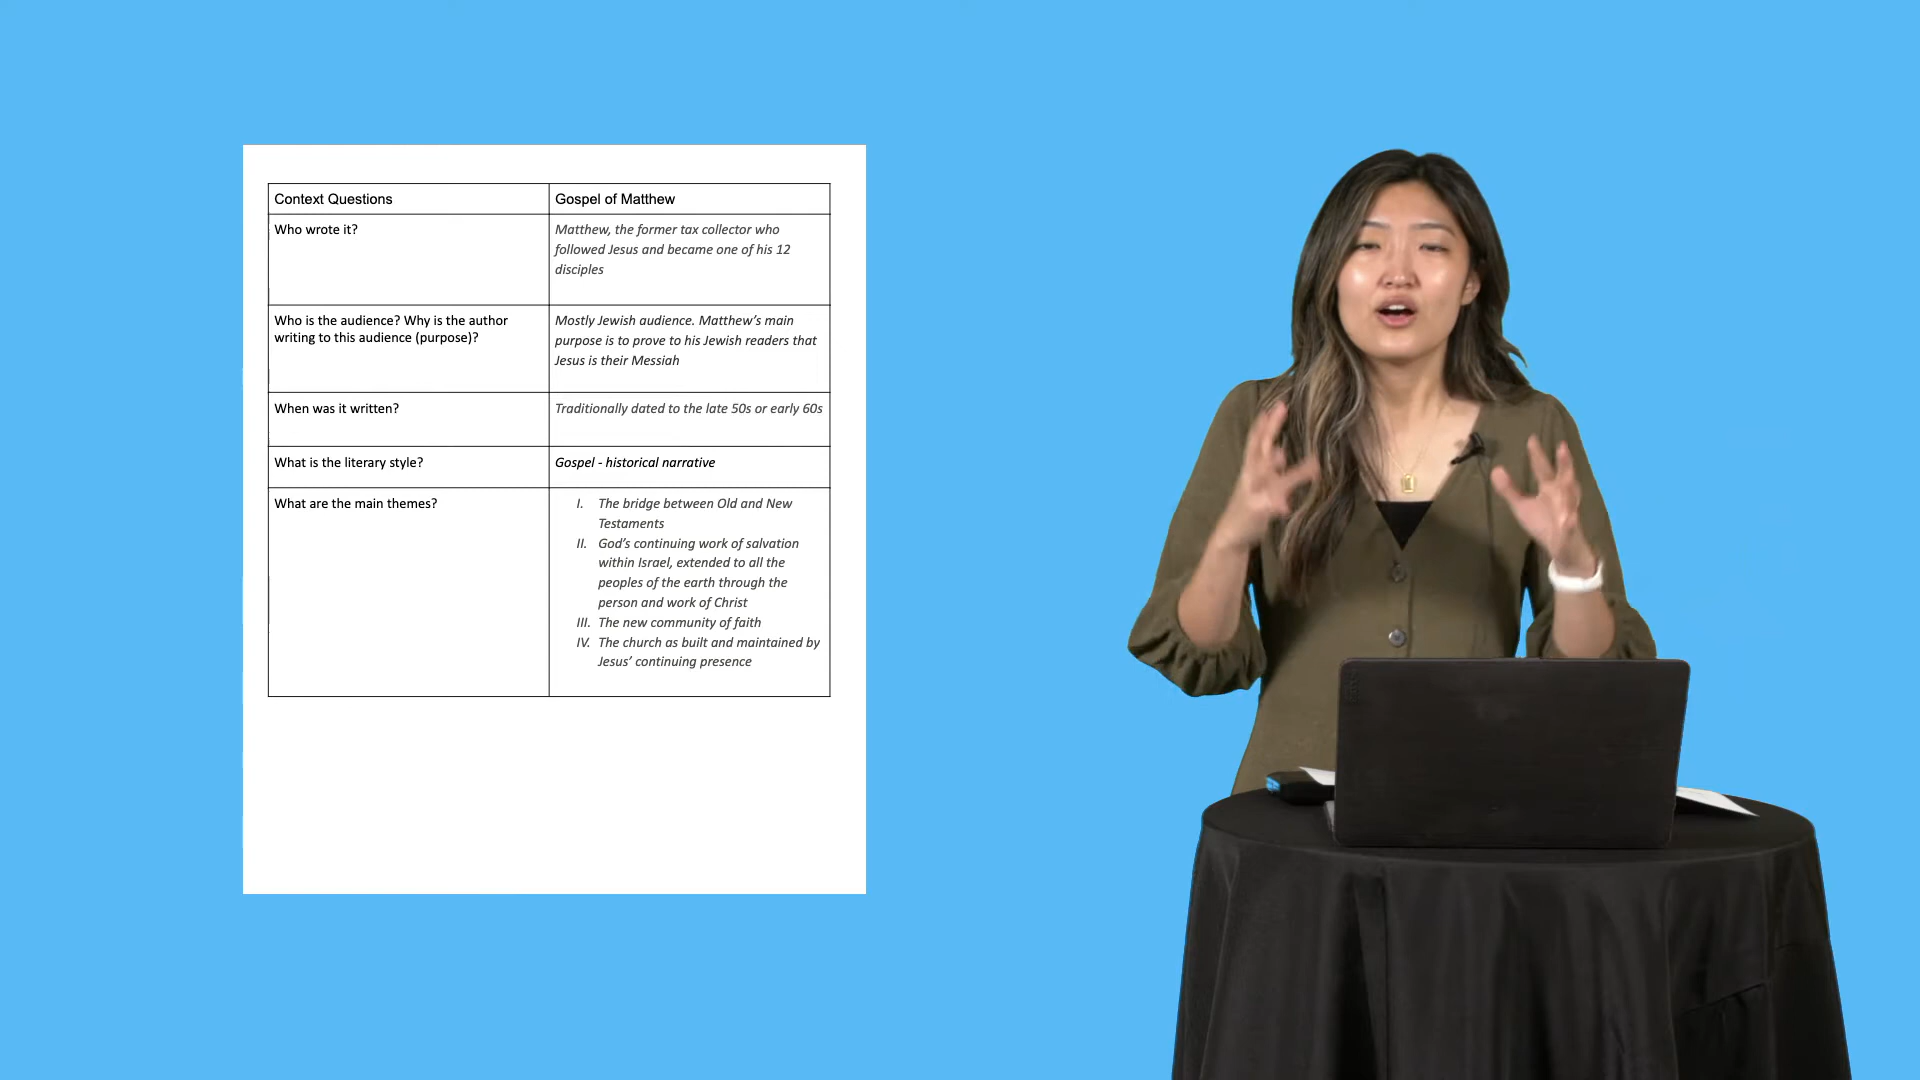 Context Questions
Gospel of Matthew
Who wrote it?
Matthew, the former tax collector who
followed Jesus and became one of his 12
disciples
Who is the audience? Why is the author
writing to this audience (purpose)?
Mostly Jewish audience. Matthew’s main
purpose is to prove to his Jewish readers that
Jesus is their Messiah
When was it written?
Traditionally dated to the late 50s or early 60s
What is the literary style?
Gospel - historical narrative
What are the main themes?
I. The bridge between Old and New
Testaments
II. God’s continuing work of salvation
within Israel, extended to all the
peoples of the earth through the
person and work of Christ
III. The new community of faith
IV. The church as built and maintained by
Jesus’ continuing presence